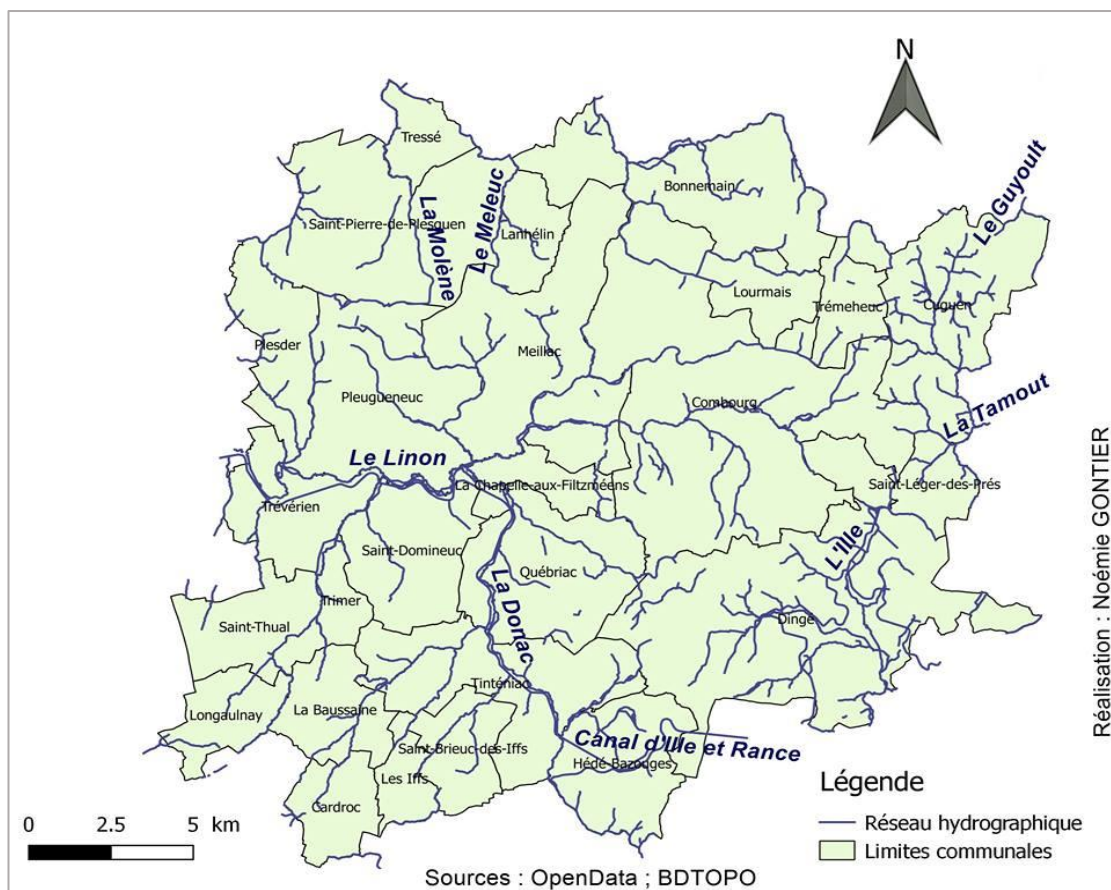 N
Tressé
Bonnemain
Le Guyoult
Saint-Pierre-de-Plesguen
La Molène
Le Meleuc
Lanhélin
Lourmais
Trémeheuc
Cuguen
Plesder
Meillac
Pleugueneuc
Combourg
La Tamout
Le Linon
La Chapelle-aux-Filtzméens
Saint-Léger-des-Prés
Trévérien
Saint-Domineuc
L'Ille
Québriac
La Donac
Trimer
Dingé
Saint-Thual
Tinténiac
Longaulnay
La Baussaine
Saint-Brieuc-des-Iffs
Canal d'Ille et Rance
Hédé-Bazouges
Les Iffs
Cardroc
Légende
Réseau hydrographique
Limites communales
0 2.5 5 km
Sources : OpenData ; BDTOPO
Réalisation : Noémie GONTIER